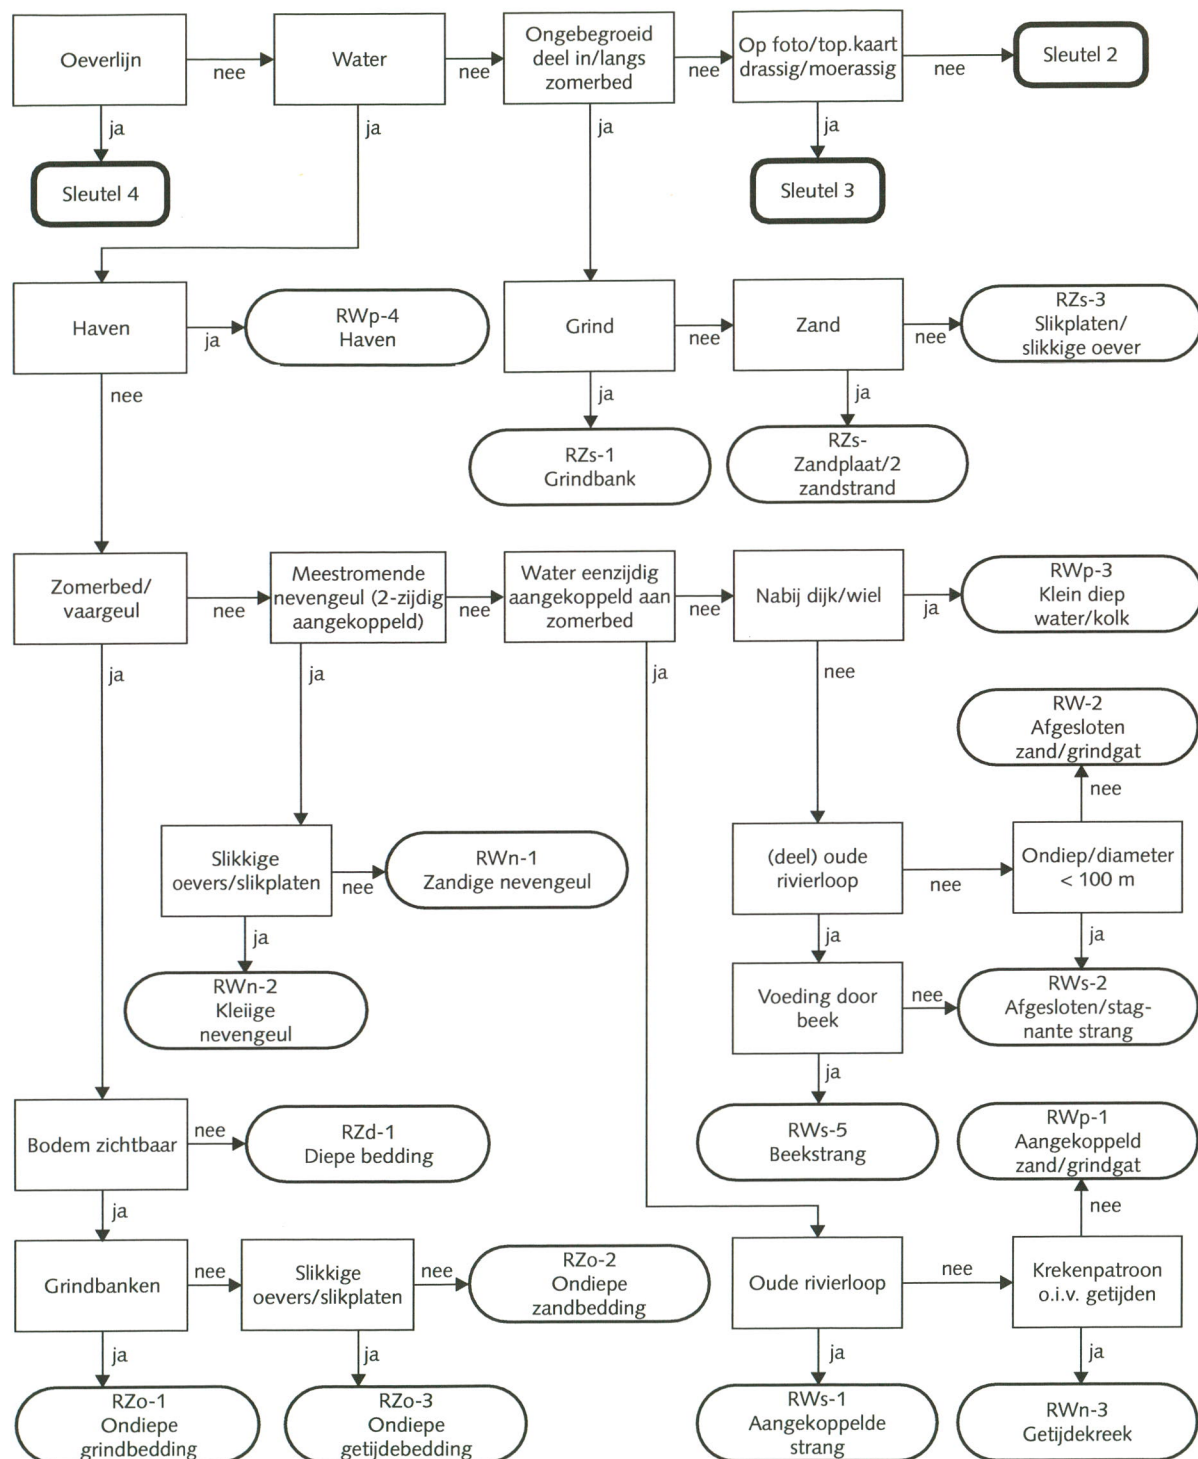 Oeverlijn
nee
Water
nee
Ongebegroeid
deel in/langs
zomerbed
nee
Op foto/top.kaart
drassig/moerassig
nee
Sleutel 2
ja
ja
ja
ja
Sleutel 4
Sleutel 3
Haven
ja
RWp-4
Haven
Grind
nee
Zand
nee
RZs-3
Slikplaten/
slikkige oever
nee
ja
ja
RZs-1
Grindbank
RZs-
Zandplaat/2
zandstrand
Zomerbed/
vaargeul
nee
Meestromende
nevengeul (2-zijdig
aangekoppeld)
nee
Water eenzijdig
aangekoppeld aan
zomerbed
nee
Nabij dijk/wiel
ja
RWp-3
Klein diep
water/kolk
ja
ja
ja
nee
RW-2
Afgesloten
zand/grindgat
nee
Slikkige
oevers/slikplaten
nee
RWn-1
Zandige nevengeul
(deel) oude
rivierloop
nee
Ondiep/diameter
< 100 m
ja
ja
ja
RWn-2
Kleiige
nevengeul
Voeding door
beek
nee
RWs-2
Afgesloten/stag-
nante strang
ja
Bodem zichtbaar
nee
RZd-1
Diepe bedding
RWs-5
Beekstrang
RWp-1
Aangekoppeld
zand/grindgat
ja
nee
Grindbanken
nee
Slikkige
oevers/slikplaten
nee
RZo-2
Ondiepe
zandbedding
Oude rivierloop
nee
Krekenpatroon
o.i.v. getijden
ja
ja
ja
ja
RZo-1
Ondiepe
grindbedding
RZo-3
Ondiepe
getijdebedding
RWs-1
Aangekoppelde
strang
RWn-3
Getijdekreek